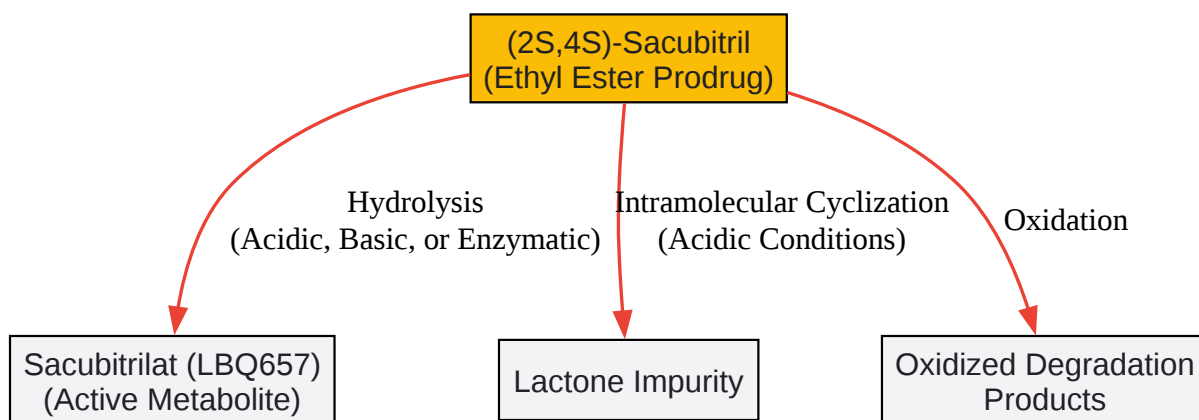 (2S,4S)-Sacubitril
(Ethyl Ester Prodrug)
Hydrolysis
(Acidic, Basic, or Enzymatic)
Intramolecular Cyclization
(Acidic Conditions)
Oxidation
Sacubitrilat (LBQ657)
(Active Metabolite)
Lactone Impurity
Oxidized Degradation
Products